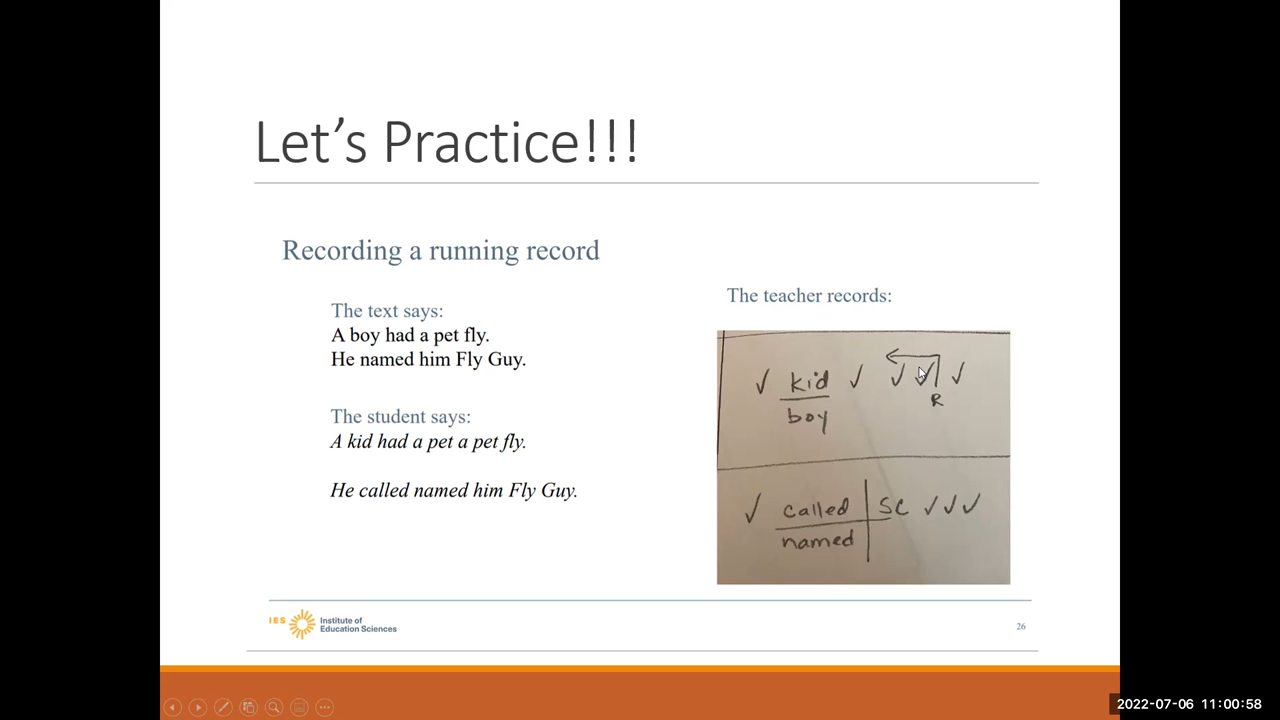 Let's Practice!!!
Recording a running record
The text says:
A boy had a pet fly.
He named him Fly Guy.
The student says:
A kid had a pet a pet fly.
He called named him Fly Guy.
The teacher records:
✓ kid ✓ ✓ ✓ ✓
boy R
✓ called SC ✓ ✓ ✓
named
IES Institute of
Education Sciences
26
2022-07-06 11:00:58